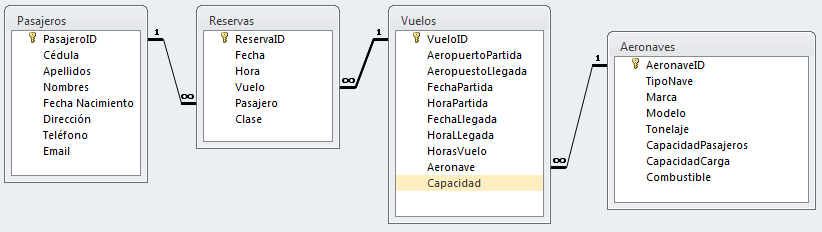 Pasajeros
PasajeroID
Cédula
Apellidos
Nombres
Fecha Nacimiento
Dirección
Teléfono
Email
1
∞
Reservas
ReservaID
Fecha
Hora
Vuelo
Pasajero
Clase
1
∞
Vuelos
VueloID
AeropuertoPartida
AeropuestoLlegada
FechaPartida
HoraPartida
FechaLlegada
HoraLLegada
HorasVuelo
Aeronave
Capacidad
1
∞
Aeronaves
AeronaveID
TipoNave
Marca
Modelo
Tonelaje
CapacidadPasajeros
CapacidadCarga
Combustible